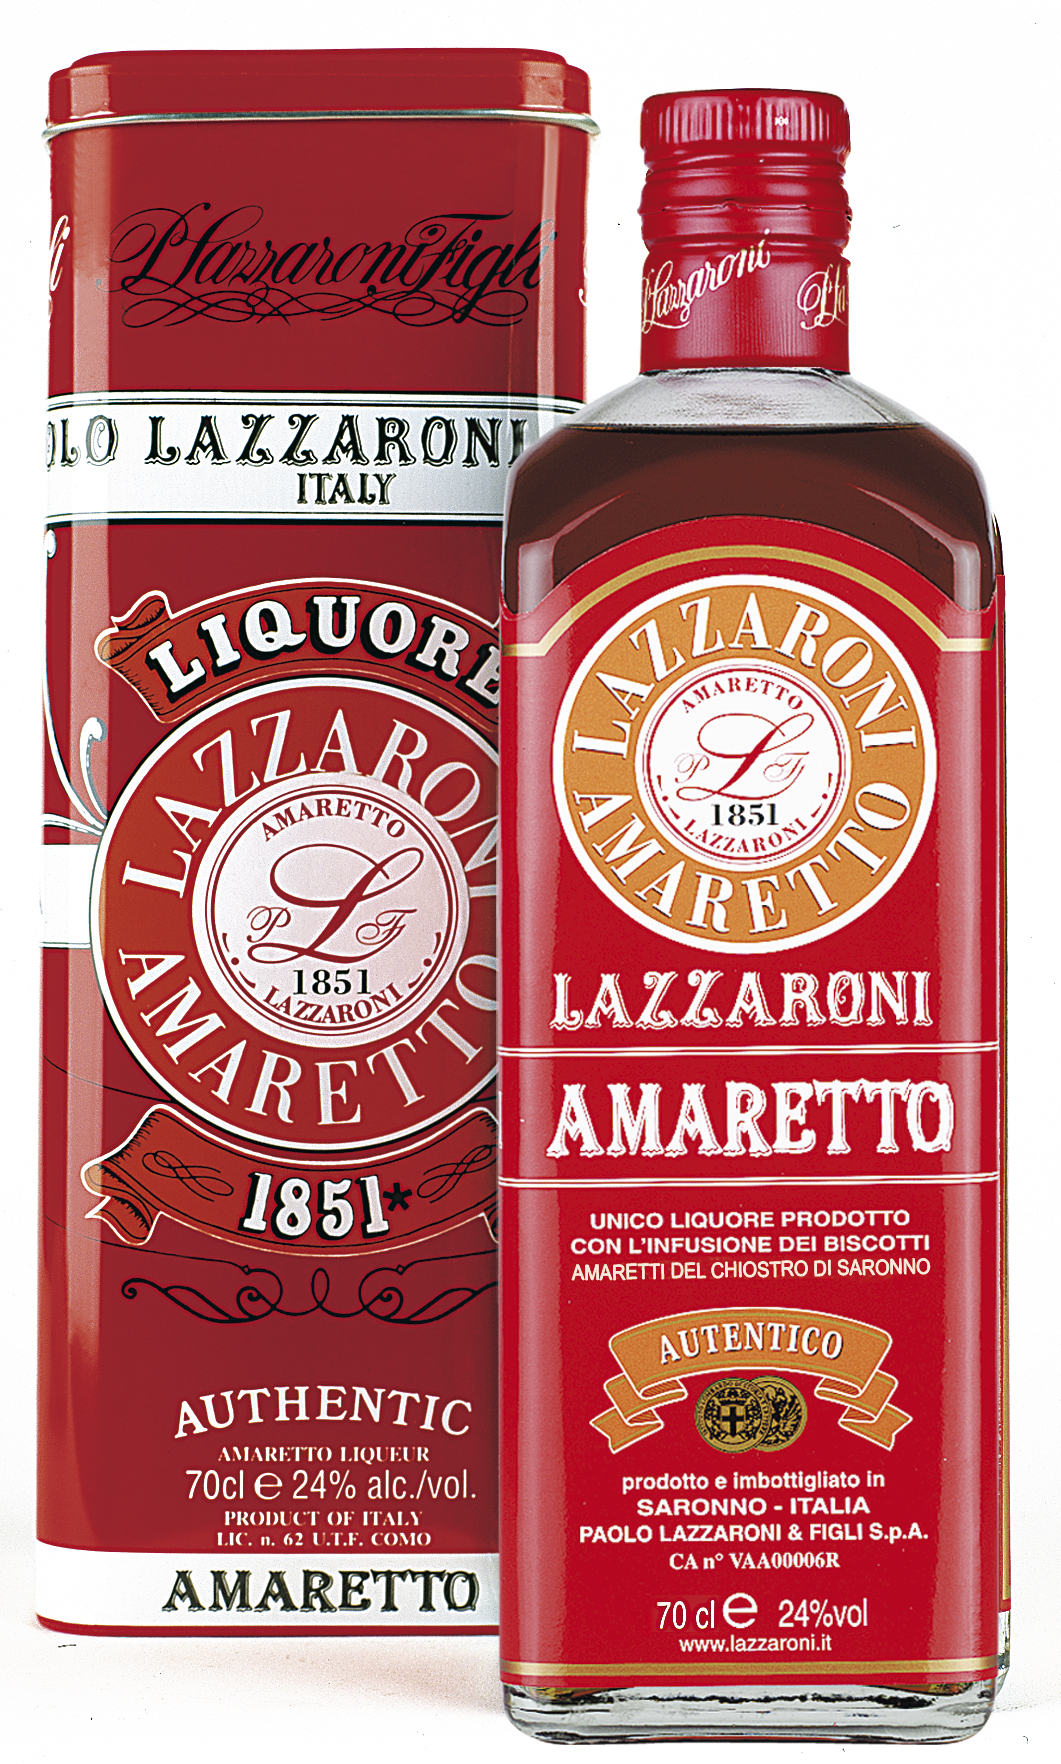 P Lazzaroni Figli
OLO LAZZARONI
ITALY
LIQUORE
LAZZARONI
AMARETTO
AMARETTO
P L F
1851
LAZZARONI
1851*
AUTHENTIC
AMARETTO LIQUEUR
70cl e 24% alc./vol.
PRODUCT OF ITALY
LIC. n. 62 U.T.F. COMO
AMARETTO
P Lazzaroni
LAZZARONI
AMARETTO
AMARETTO
P L F
1851
LAZZARONI
LAZZARONI
AMARETTO
UNICO LIQUORE PRODOTTO
CON L'INFUSIONE DEI BISCOTTI
AMARETTI DEL CHIOSTRO DI SARONNO
AUTENTICO
prodotto e imbottigliato in
SARONNO - ITALIA
PAOLO LAZZARONI & FIGLI S.p.A.
CA n° VAA00006R
70 cl e 24%vol
www.lazzaroni.it